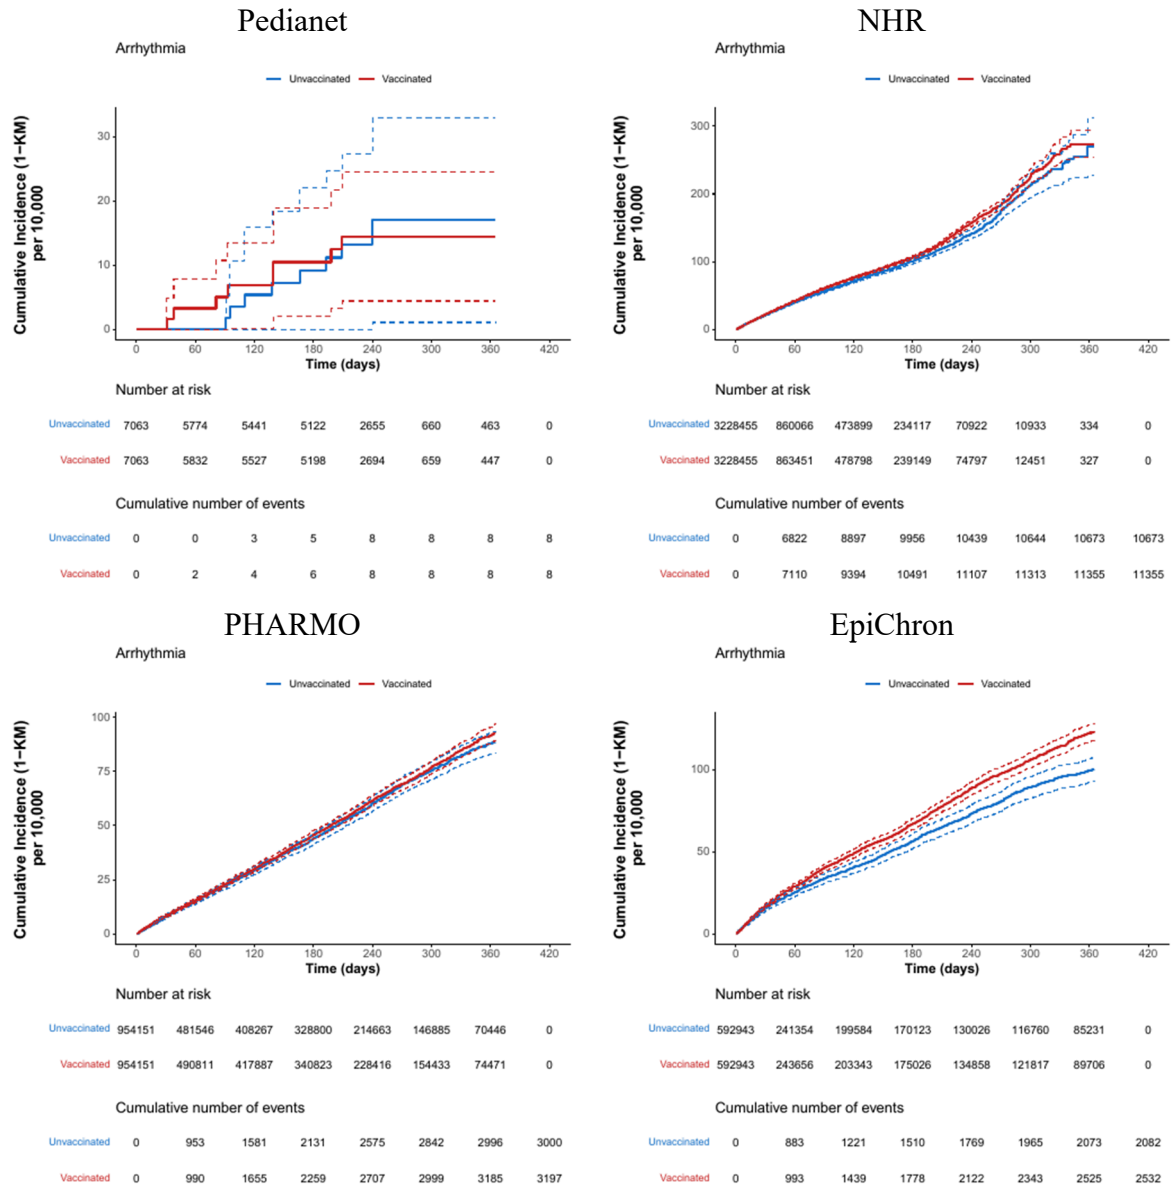 Pedianet
Arrhythmia
Unvaccinated Vaccinated
Cumulative Incidence (1−KM)
per 10,000
30
20
10
0
0 60 120 180 240 300 360 420
Time (days)
Number at risk
Unvaccinated 7063 5774 5441 5122 2655 660 463 0
Vaccinated 7063 5832 5527 5198 2694 659 447 0
Cumulative number of events
Unvaccinated 0 0 3 5 8 8 8 8
Vaccinated 0 2 4 6 8 8 8 8
NHR
Arrhythmia
Unvaccinated Vaccinated
Cumulative Incidence (1−KM)
per 10,000
300
200
100
0
0 60 120 180 240 300 360 420
Time (days)
Number at risk
Unvaccinated 3228455 860066 473899 234117 70922 10933 334 0
Vaccinated 3228455 863451 478798 239149 74797 12451 327 0
Cumulative number of events
Unvaccinated 0 6822 8897 9956 10439 10644 10673 10673
Vaccinated 0 7110 9394 10491 11107 11313 11355 11355
PHARMO
Arrhythmia
Unvaccinated Vaccinated
Cumulative Incidence (1−KM)
per 10,000
100
75
50
25
0
0 60 120 180 240 300 360 420
Time (days)
Number at risk
Unvaccinated 954151 481546 408267 328800 214663 146885 70446 0
Vaccinated 954151 490811 417887 340823 228416 154433 74471 0
Cumulative number of events
Unvaccinated 0 953 1581 2131 2575 2842 2996 3000
Vaccinated 0 990 1655 2259 2707 2999 3185 3197
EpiChron
Arrhythmia
Unvaccinated Vaccinated
Cumulative Incidence (1−KM)
per 10,000
100
50
0
0 60 120 180 240 300 360 420
Time (days)
Number at risk
Unvaccinated 592943 241354 199584 170123 130026 116760 85231 0
Vaccinated 592943 243656 203343 175026 134858 121817 89706 0
Cumulative number of events
Unvaccinated 0 883 1221 1510 1769 1965 2073 2082
Vaccinated 0 993 1439 1778 2122 2343 2525 2532